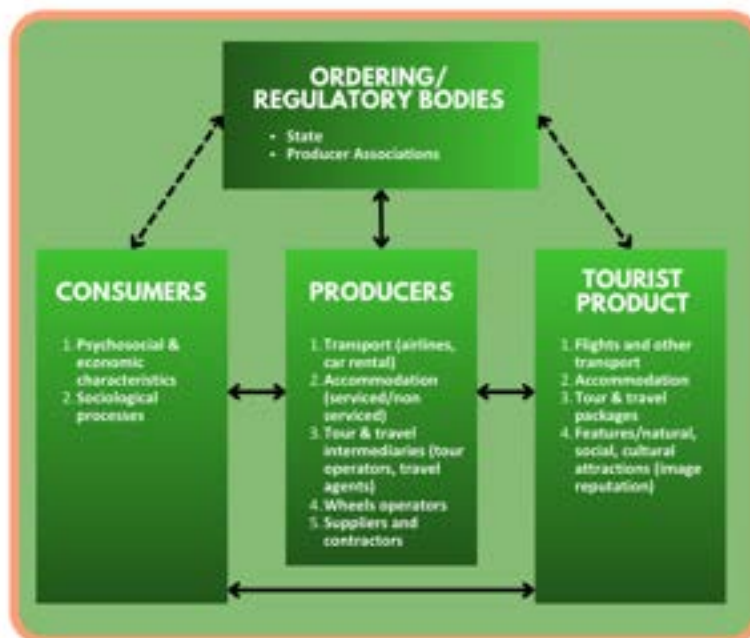 ORDERING/
REGULATORY BODIES
• State
• Producer Associations
CONSUMERS
1. Psychosocial &
economic
characteristics
2. Sociological
processes
PRODUCERS
1. Transport (airlines,
car rental)
2. Accommodation
(serviced/non
serviced)
3. Tour & travel
intermediaries (tour
operators, travel
agents)
4. Wheels operators
5. Suppliers and
contractors
TOURIST
PRODUCT
1. Flights and other
transport
2. Accommodation
3. Tour & travel
packages
4. Features/natural,
social, cultural
attractions (image
reputation)